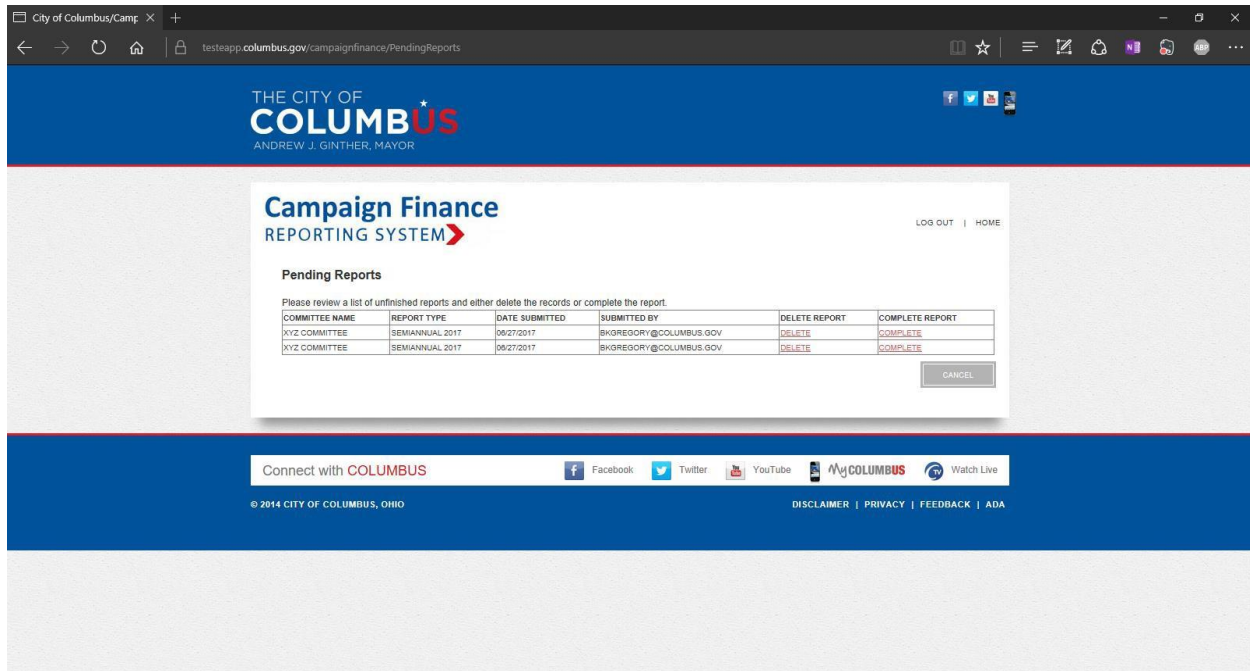 City of Columbus/Camp
testeapp.columbus.gov/campaignfinance/PendingReports
N
ABP
THE CITY OF
COLUMBUS
ANDREW J. GINTHER, MAYOR
Campaign Finance
REPORTING SYSTEM
LOG OUT | HOME
Pending Reports
Please review a list of unfinished reports and either delete the records or complete the report.
COMMITTEE NAME REPORT TYPE DATE SUBMITTED SUBMITTED BY DELETE REPORT COMPLETE REPORT
XYZ COMMITTEE SEMIANNUAL 2017 06/27/2017 BKGREGORY@COLUMBUS.GOV DELETE COMPLETE
XYZ COMMITTEE SEMIANNUAL 2017 06/27/2017 BKGREGORY@COLUMBUS.GOV DELETE COMPLETE
CANCEL
Connect with COLUMBUS f Facebook Twitter YouTube My COLUMBUS TV Watch Live
© 2014 CITY OF COLUMBUS, OHIO DISCLAIMER | PRIVACY | FEEDBACK | ADA